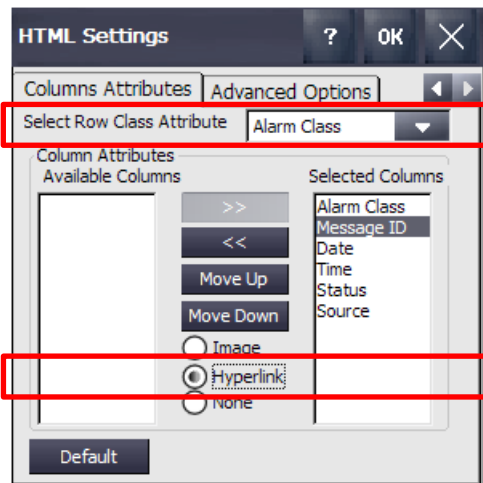 HTML Settings ? OK
Columns Attributes Advanced Options
Select Row Class Attribute Alarm Class
Column Attributes
Available Columns Selected Columns
>> Alarm Class
Message ID
<< Date
Time
Move Up Status
Move Down Source
Image
Hyperlink
None
Default